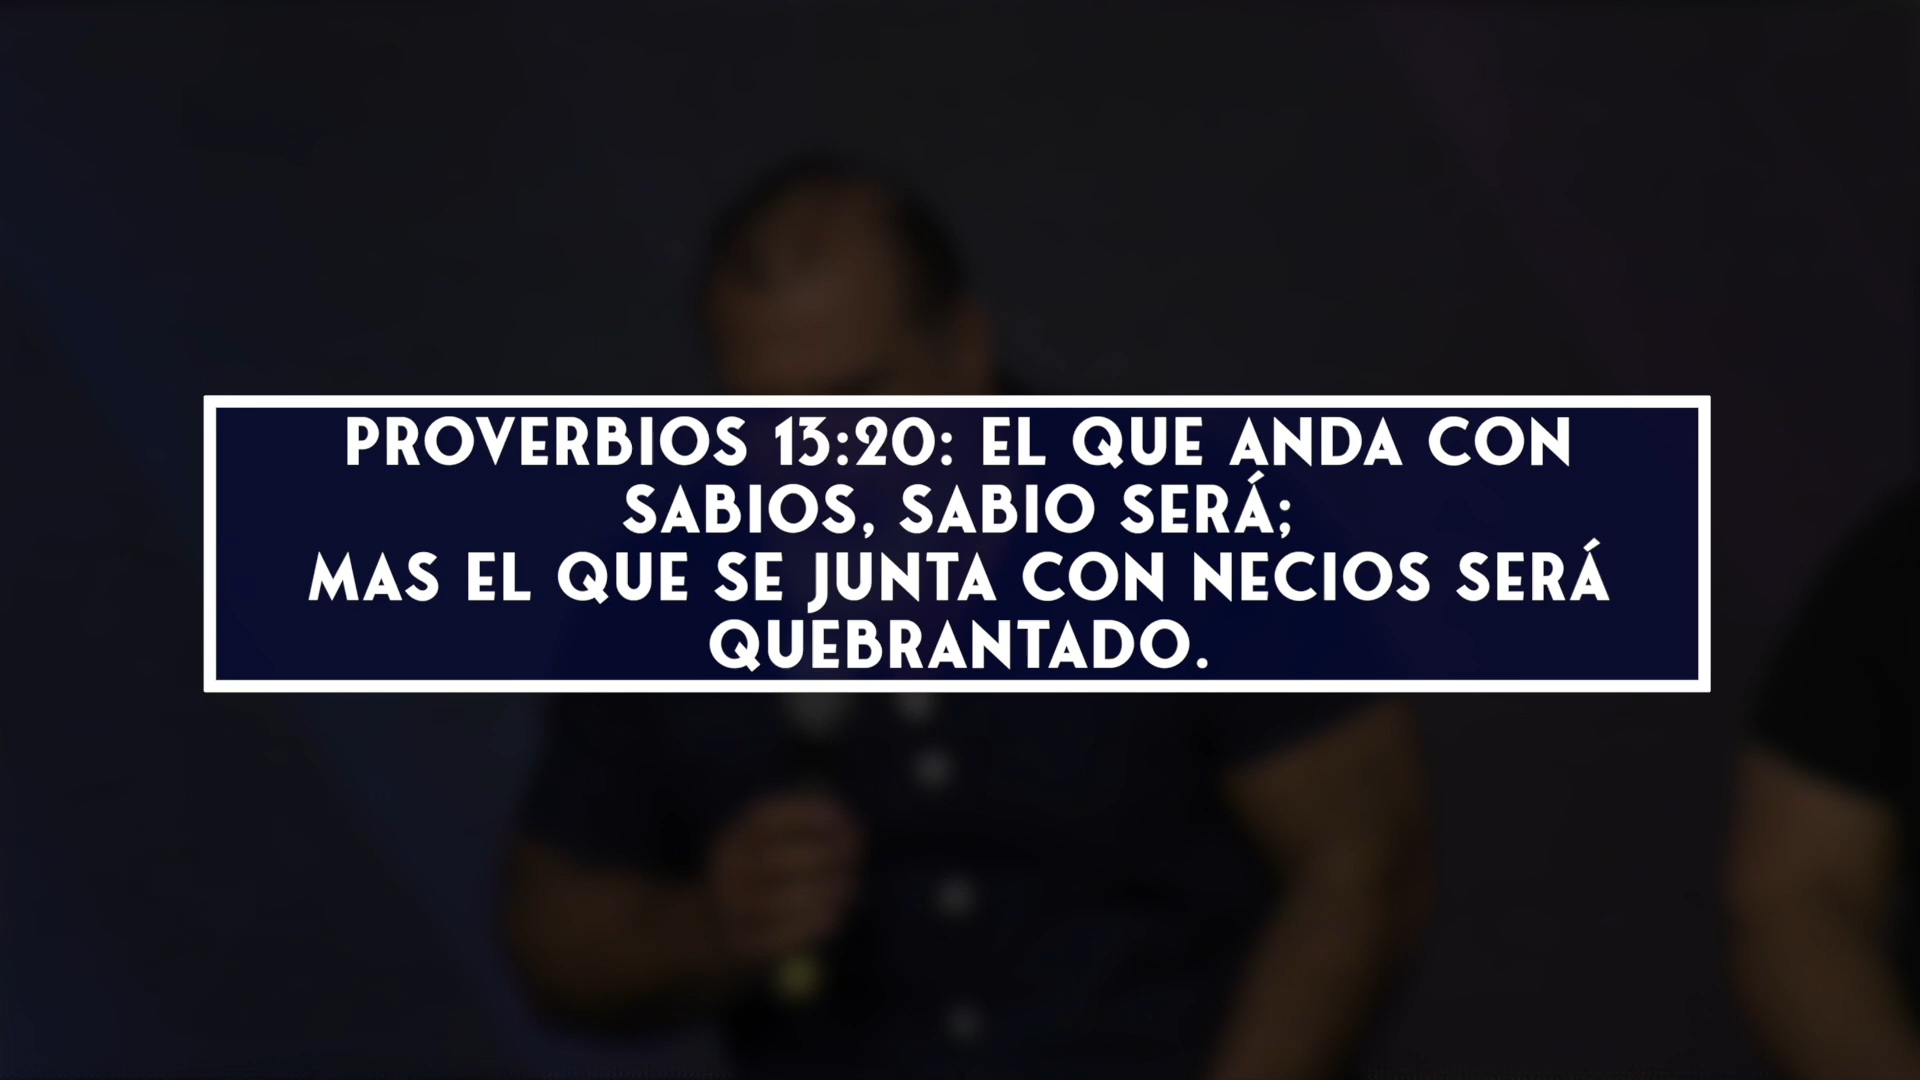 PROVERBIOS 13:20: EL QUE ANDA CON
SABIOS, SABIO SERÁ;
MAS EL QUE SE JUNTA CON NECIOS SERÁ
QUEBRANTADO.